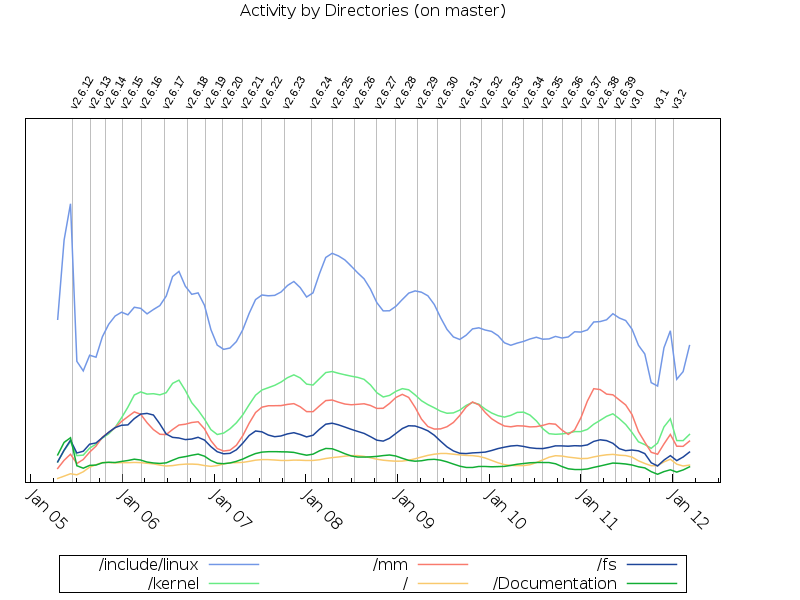 Activity by Directories (on master)
v2.6.12
v2.6.13
v2.6.14
v2.6.15
v2.6.16
v2.6.17
v2.6.18
v2.6.19
v2.6.20
v2.6.21
v2.6.22
v2.6.23
v2.6.24
v2.6.25
v2.6.26
v2.6.27
v2.6.28
v2.6.29
v2.6.30
v2.6.31
v2.6.32
v2.6.33
v2.6.34
v2.6.35
v2.6.36
v2.6.37
v2.6.38
v2.6.39
v3.0
v3.1
v3.2
Jan 05
Jan 06
Jan 07
Jan 08
Jan 09
Jan 10
Jan 11
Jan 12
/include/linux /mm /fs
/kernel / /Documentation